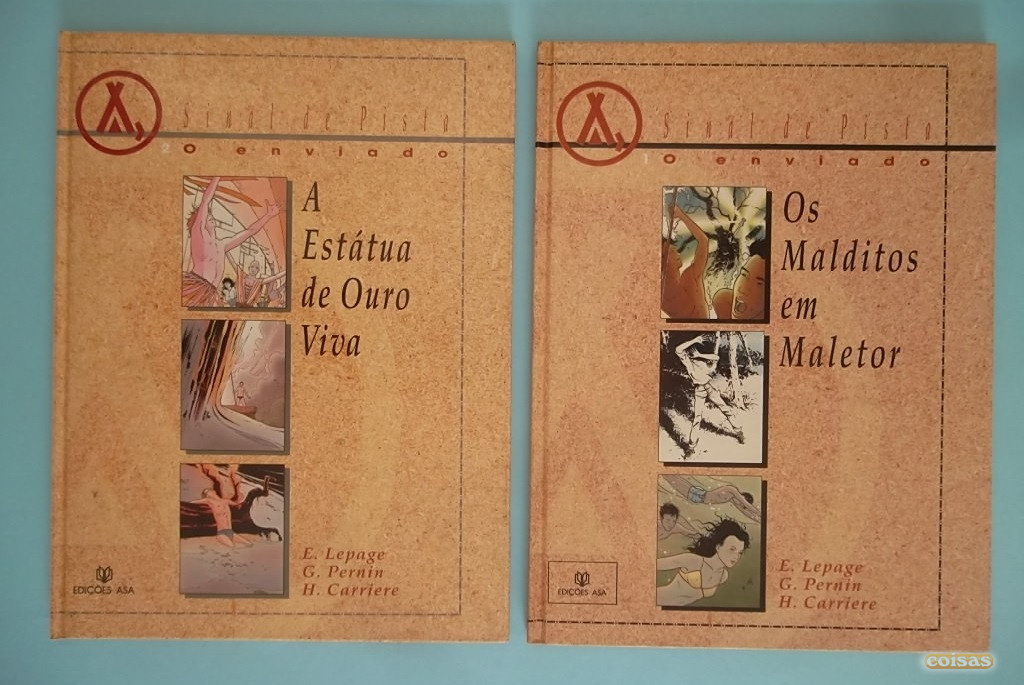 Sinal de Pista
2 O enviado
A
Estátua
de Ouro
Viva
E. Lepage
G. Pernin
H. Carriere
EDIÇÕES ASA
Sinal de Pista
1 O enviado
Os
Malditos
em
Maletor
E. Lepage
G. Pernin
H. Carriere
EDIÇÕES ASA
coisas